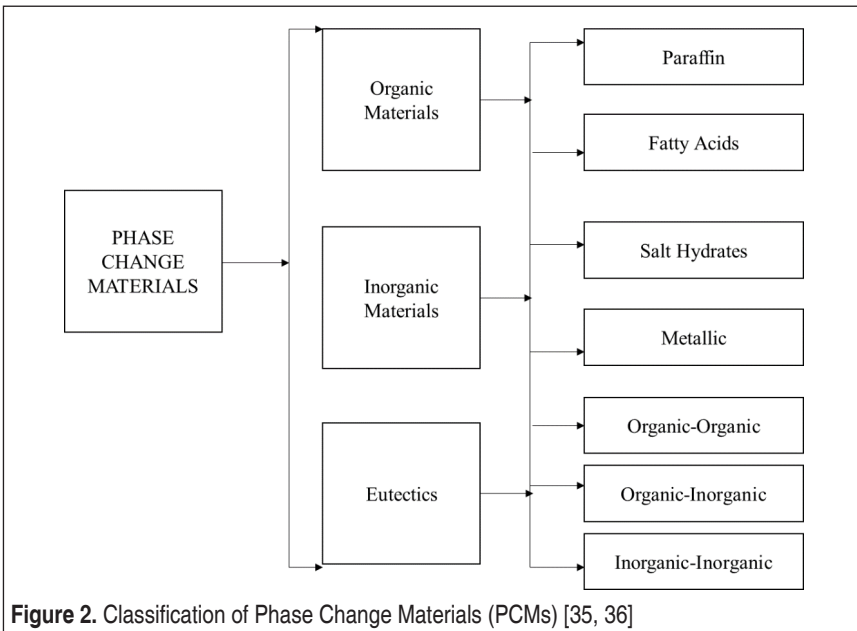 PHASE
CHANGE
MATERIALS
Organic
Materials
Inorganic
Materials
Eutectics
Paraffin
Fatty Acids
Salt Hydrates
Metallic
Organic-Organic
Organic-Inorganic
Inorganic-Inorganic
Figure 2. Classification of Phase Change Materials (PCMs) [35, 36]